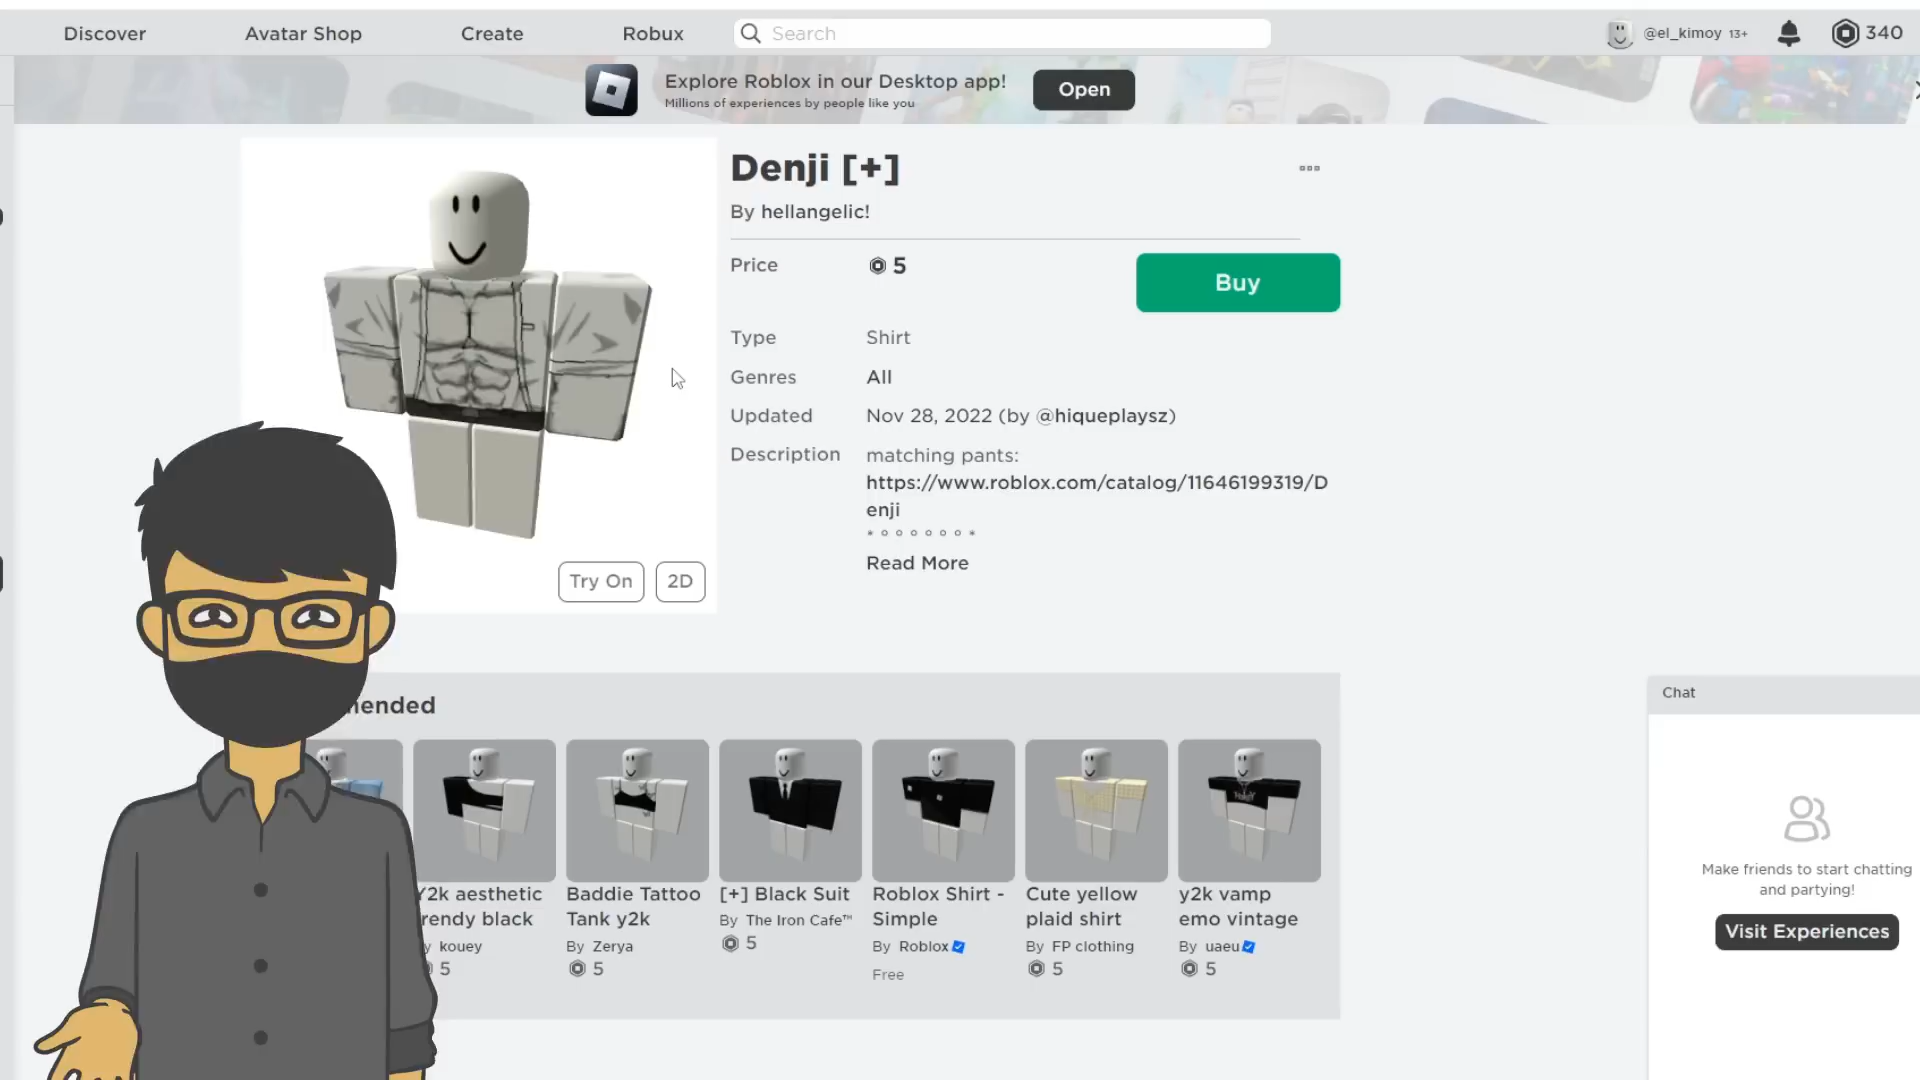 Discover Avatar Shop Create Robux Search @el_kimoy 13+ 340
Explore Roblox in our Desktop app!
Millions of experiences by people like you
Open
Denji [+]
By hellangelic!
Price 5
Buy
Type Shirt
Genres All
Updated Nov 28, 2022 (by @hiqueplaysz)
Description matching pants:
https://www.roblox.com/catalog/11646199319/D
enji
Read More
Try On 2D
Chat
Make friends to start chatting
and partying!
Visit Experiences
Y2k aesthetic
black
kouey
5
Baddie Tattoo
Tank y2k
By Zerya
5
[+] Black Suit
By The Iron Cafe™
5
Roblox Shirt -
Simple
By Roblox
Free
Cute yellow
plaid shirt
By FP clothing
5
y2k vamp
emo vintage
By uaeu
5